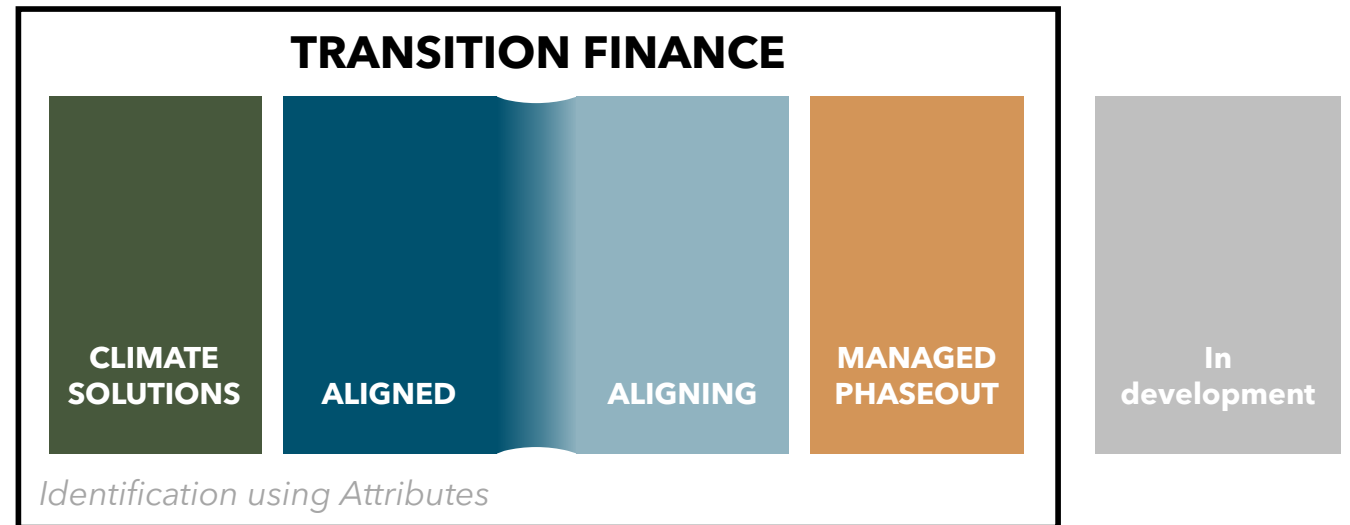 TRANSITION FINANCE
CLIMATE
SOLUTIONS
ALIGNED
ALIGNING
MANAGED
PHASEOUT
In
development
Identification using Attributes